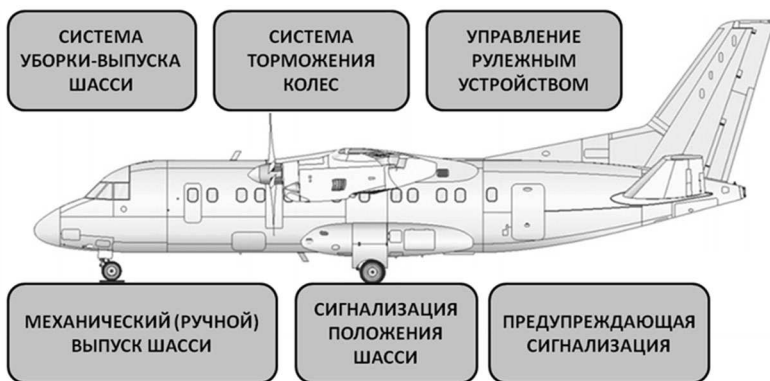 СИСТЕМА
УБОРКИ-ВЫПУСКА
ШАССИ
СИСТЕМА
ТОРМОЖЕНИЯ
КОЛЕС
УПРАВЛЕНИЕ
РУЛЕЖНЫМ
УСТРОЙСТВОМ
МЕХАНИЧЕСКИЙ (РУЧНОЙ)
ВЫПУСК ШАССИ
СИГНАЛИЗАЦИЯ
ПОЛОЖЕНИЯ
ШАССИ
ПРЕДУПРЕЖДАЮЩАЯ
СИГНАЛИЗАЦИЯ